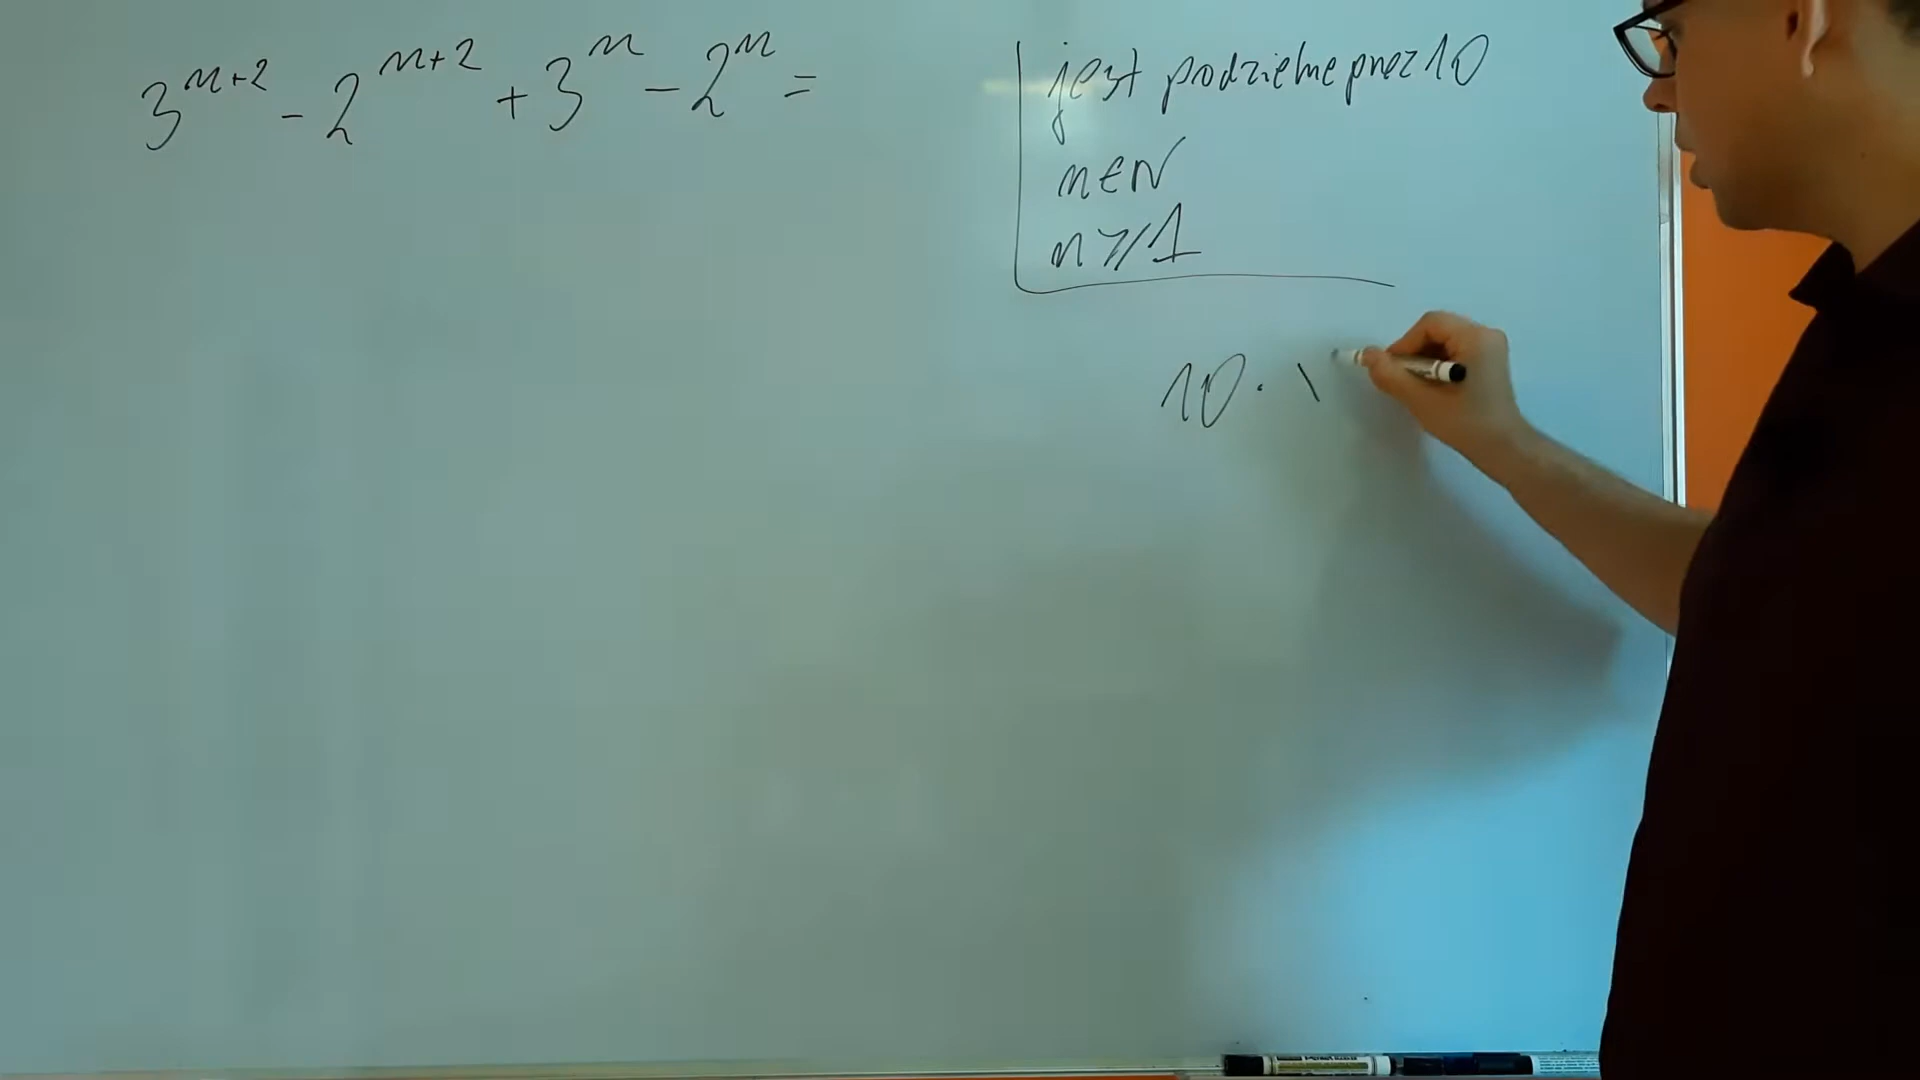 3^{n+2} - 2^{n+2} + 3^n - 2^n =
jest podzielne przez 10
n ∈ N
n ≥ 1
10 · \